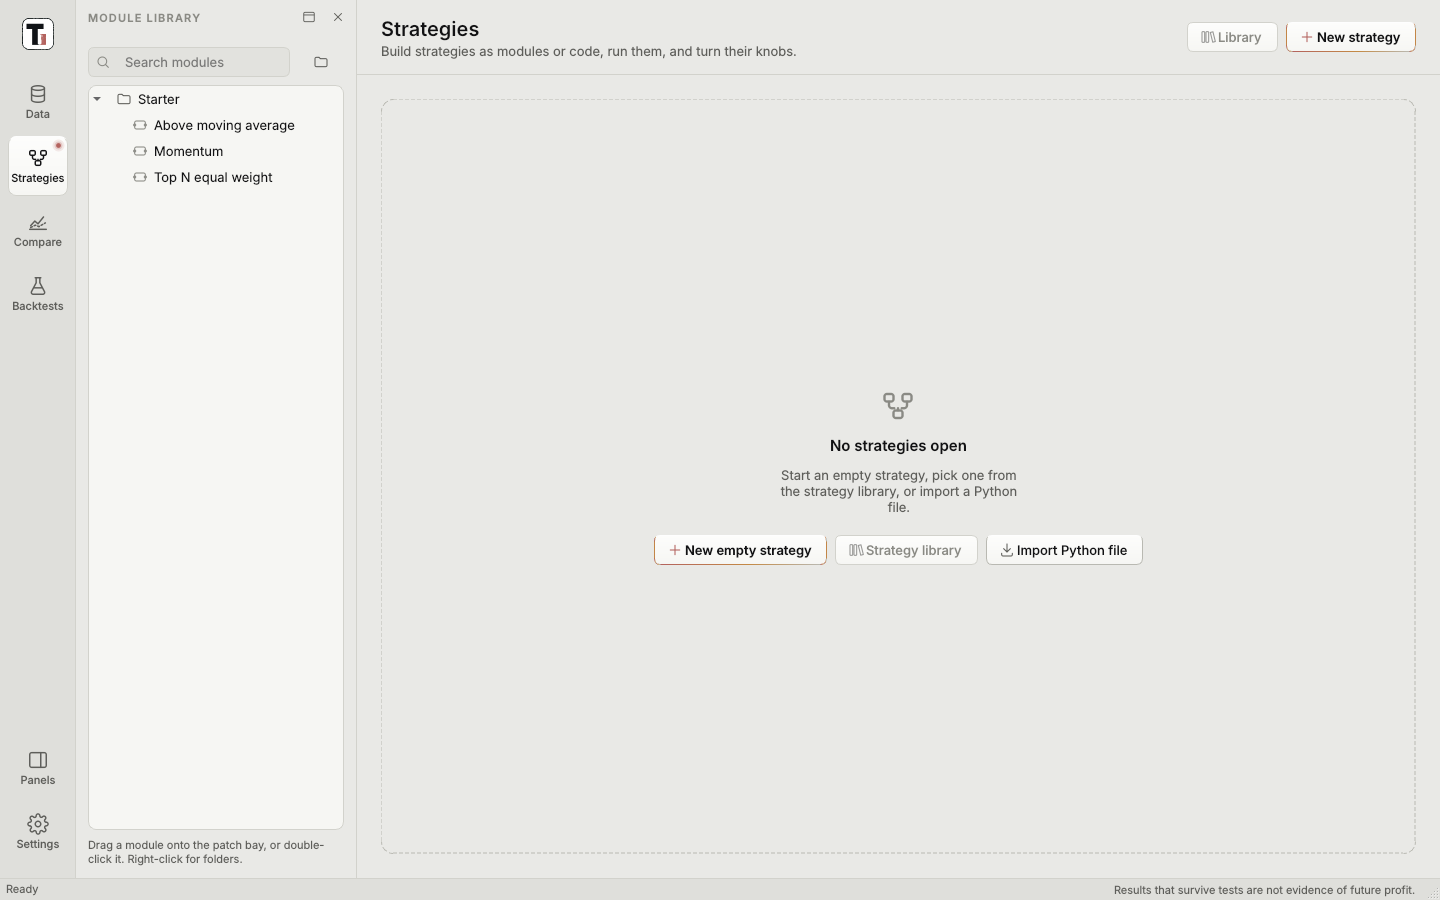 Ti
Data
Strategies
Compare
Backtests
Panels
Settings
MODULE LIBRARY
Search modules
Starter
Above moving average
Momentum
Top N equal weight
Drag a module onto the patch bay, or double-
click it. Right-click for folders.
Strategies
Build strategies as modules or code, run them, and turn their knobs.
Library
New strategy
No strategies open
Start an empty strategy, pick one from
the strategy library, or import a Python
file.
New empty strategy
Strategy library
Import Python file
Ready
Results that survive tests are not evidence of future profit.